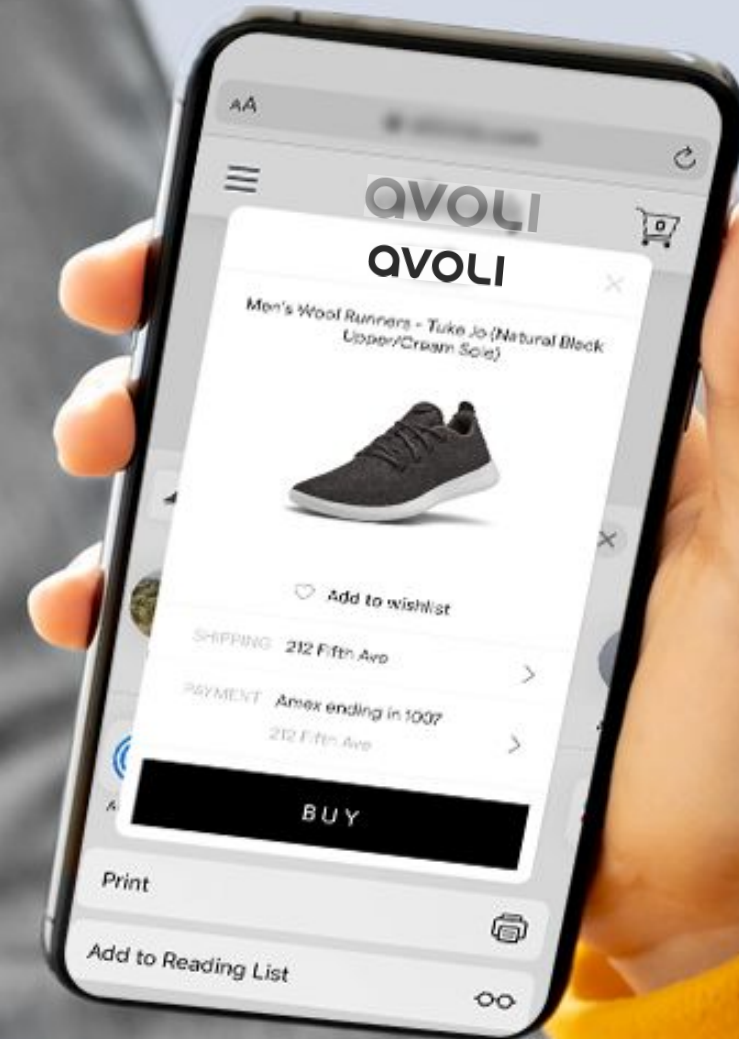 AA
avoli
0
avoli
Men's Wool Runners - Tuke Jo (Natural Black
Upper/Cream Sole)
Add to wishlist
SHIPPING 212 Fifth Ave
PAYMENT Amex ending in 1007
212 Fifth Ave
BUY
Print
Add to Reading List